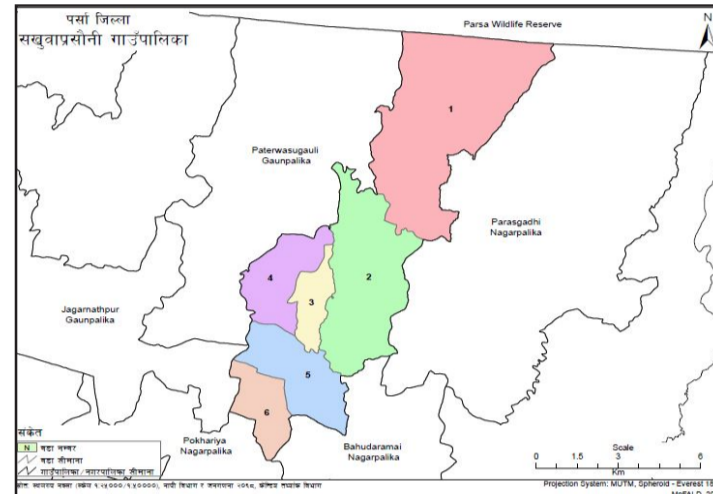 पर्सा जिल्ला
सखुवाप्रसौनी गाउँपालिका
Parsa Wildlife Reserve
N
1
Paterwasugauli
Gaunpalika
Parasgadhi
Nagarpalika
2
4
3
Jagarnathpur
Gaunpalika
5
6
Pokhariya
Nagarpalika
Bahudaramai
Nagarpalika
संकेत
N वडा नम्बर
वडा सीमाना
गाउँपालिका/नगरपालिका सीमाना
Scale
0 1.5 3 6
Km
Projection System: MUTM, Spheroid - Everest 18